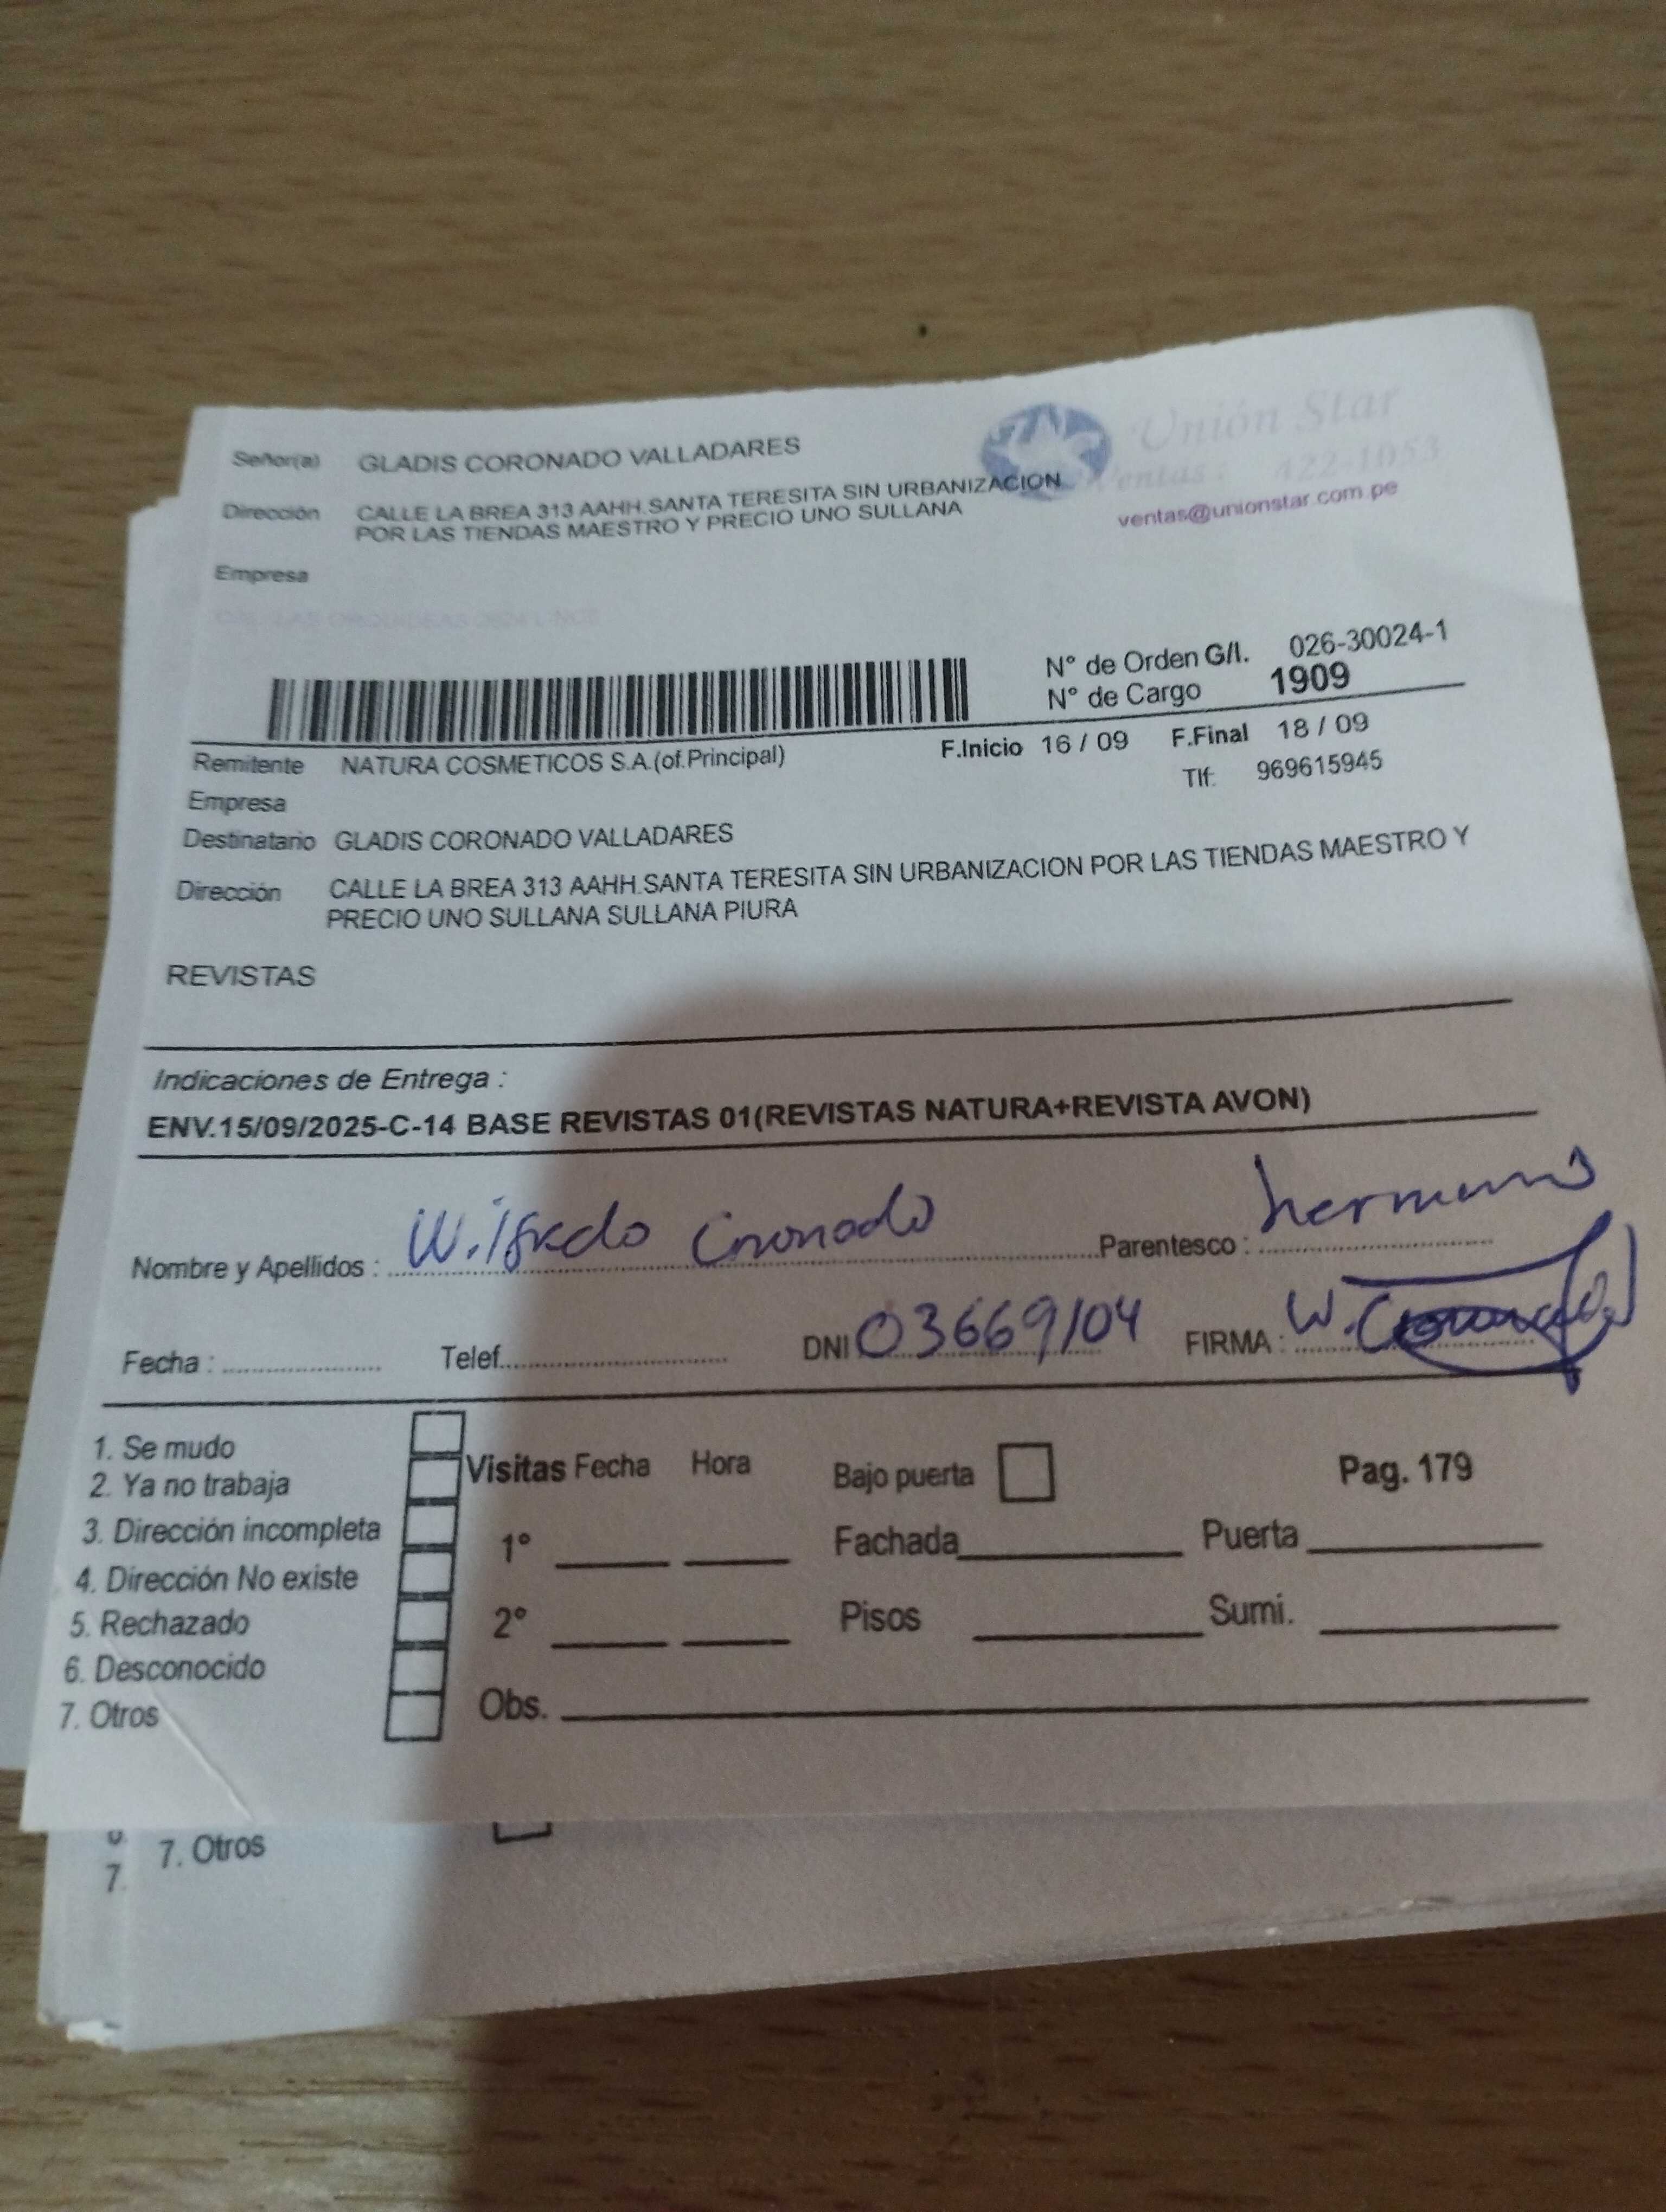 Señor(a) GLADIS CORONADO VALLADARES
Unión Star
Dirección CALLE LA BREA 313 AAHH.SANTA TERESITA SIN URBANIZACION
POR LAS TIENDAS MAESTRO Y PRECIO UNO SULLANA
Ventas: 422-1053
ventas@unionstar.com.pe
Empresa
N° de Orden G/I. 026-30024-1
N° de Cargo 1909
Remitente NATURA COSMETICOS S.A.(of.Principal) F.Inicio 16 / 09 F.Final 18 / 09
Tlf: 969615945
Empresa
Destinatario GLADIS CORONADO VALLADARES
Dirección CALLE LA BREA 313 AAHH.SANTA TERESITA SIN URBANIZACION POR LAS TIENDAS MAESTRO Y
PRECIO UNO SULLANA SULLANA PIURA
REVISTAS
Indicaciones de Entrega :
ENV.15/09/2025-C-14 BASE REVISTAS 01(REVISTAS NATURA+REVISTA AVON)
Nombre y Apellidos : Wilfredo Coronado Parentesco : hermano
Fecha : Telef. DNI 03669104 FIRMA : W. Coronado
1. Se mudo
2. Ya no trabaja
3. Dirección incompleta
4. Dirección No existe
5. Rechazado
6. Desconocido
7. Otros
Visitas Fecha Hora Bajo puerta Pag. 179
1° Fachada Puerta
2° Pisos Sumi.
Obs.
7. Otros
7.